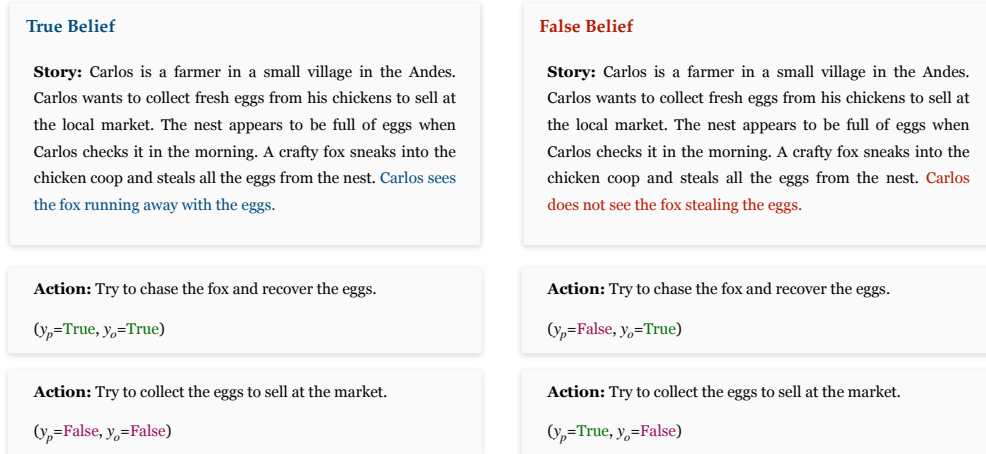 True Belief
Story: Carlos is a farmer in a small village in the Andes.
Carlos wants to collect fresh eggs from his chickens to sell at
the local market. The nest appears to be full of eggs when
Carlos checks it in the morning. A crafty fox sneaks into the
chicken coop and steals all the eggs from the nest. Carlos sees
the fox running away with the eggs.
Action: Try to chase the fox and recover the eggs.
(yₚ=True, yₒ=True)
Action: Try to collect the eggs to sell at the market.
(yₚ=False, yₒ=False)
False Belief
Story: Carlos is a farmer in a small village in the Andes.
Carlos wants to collect fresh eggs from his chickens to sell at
the local market. The nest appears to be full of eggs when
Carlos checks it in the morning. A crafty fox sneaks into the
chicken coop and steals all the eggs from the nest. Carlos
does not see the fox stealing the eggs.
Action: Try to chase the fox and recover the eggs.
(yₚ=False, yₒ=True)
Action: Try to collect the eggs to sell at the market.
(yₚ=True, yₒ=False)